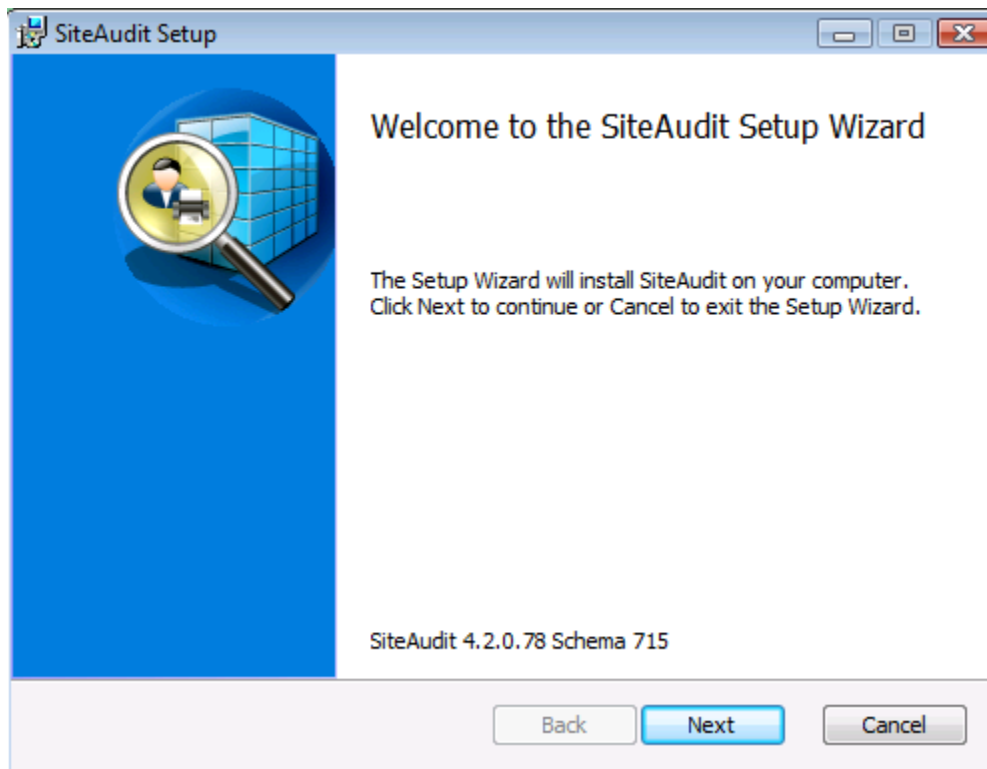 SiteAudit Setup
Welcome to the SiteAudit Setup Wizard
The Setup Wizard will install SiteAudit on your computer.
Click Next to continue or Cancel to exit the Setup Wizard.
SiteAudit 4.2.0.78 Schema 715
Back Next Cancel